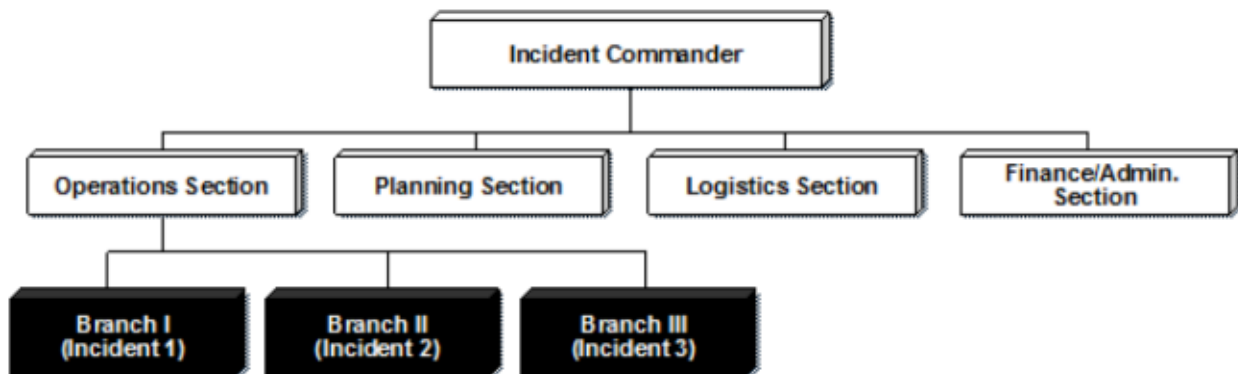 Incident Commander
Operations Section
Planning Section
Logistics Section
Finance/Admin.
Section
Branch I
(Incident 1)
Branch II
(Incident 2)
Branch III
(Incident 3)